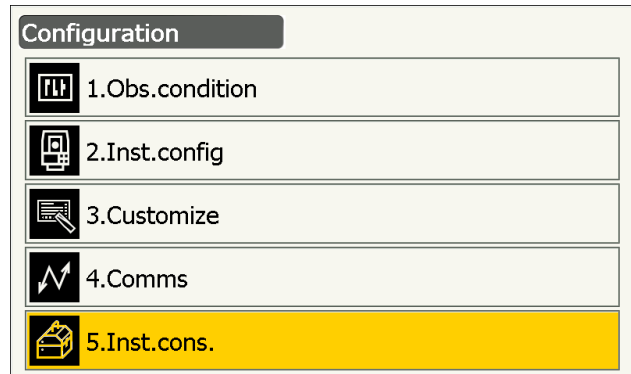 Configuration
1.Obs.condition
2.Inst.config
3.Customize
4.Comms
5.Inst.cons.